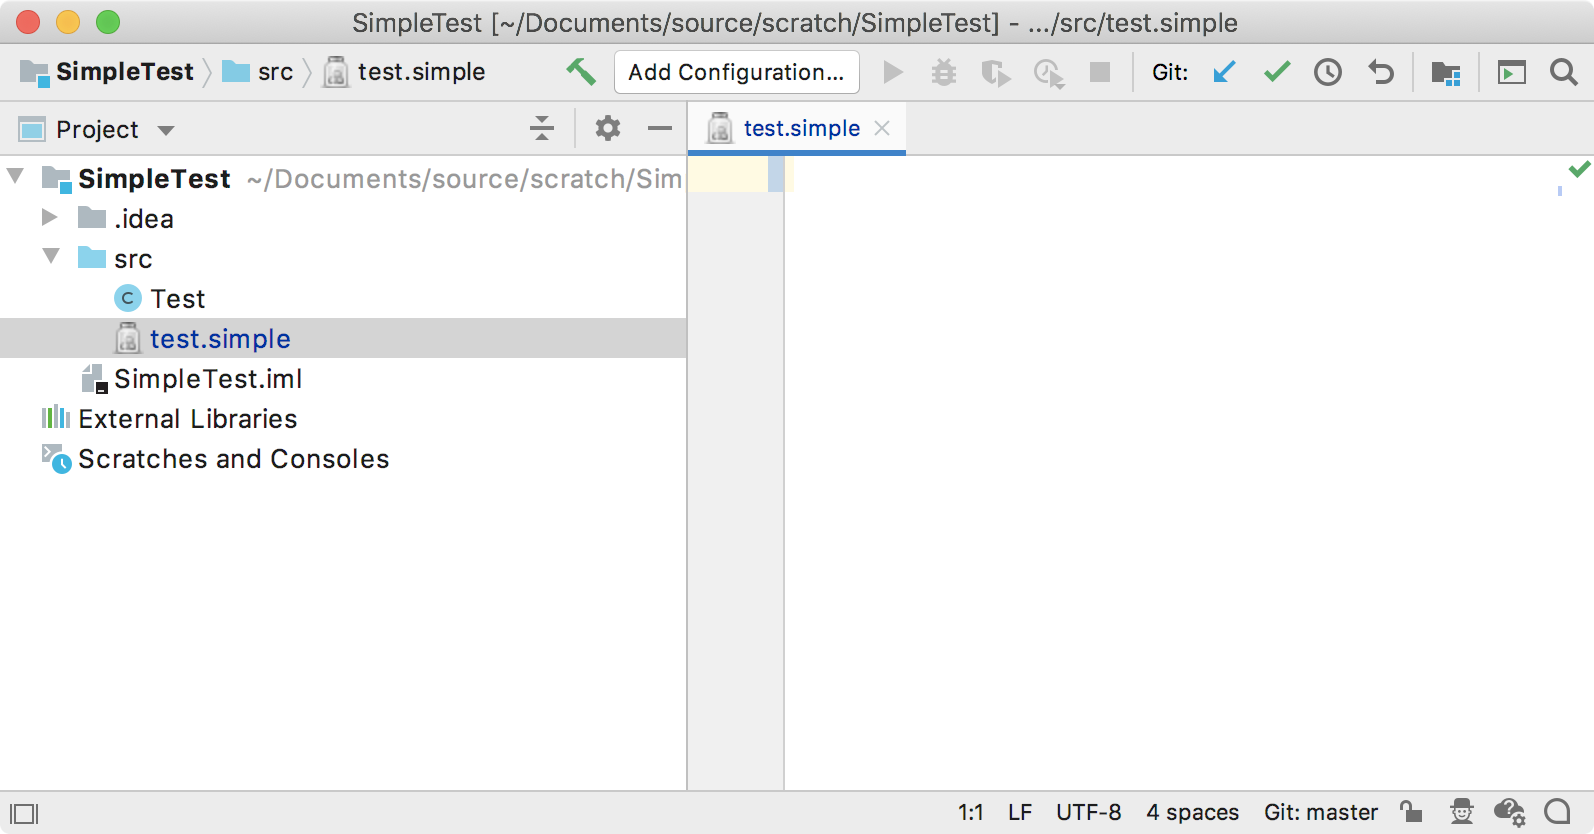 SimpleTest [~/Documents/source/scratch/SimpleTest] - .../src/test.simple
SimpleTest src test.simple Add Configuration... Git:
Project
test.simple
SimpleTest ~/Documents/source/scratch/Sim
.idea
src
C Test
test.simple
SimpleTest.iml
External Libraries
Scratches and Consoles
1:1 LF UTF-8 4 spaces Git: master